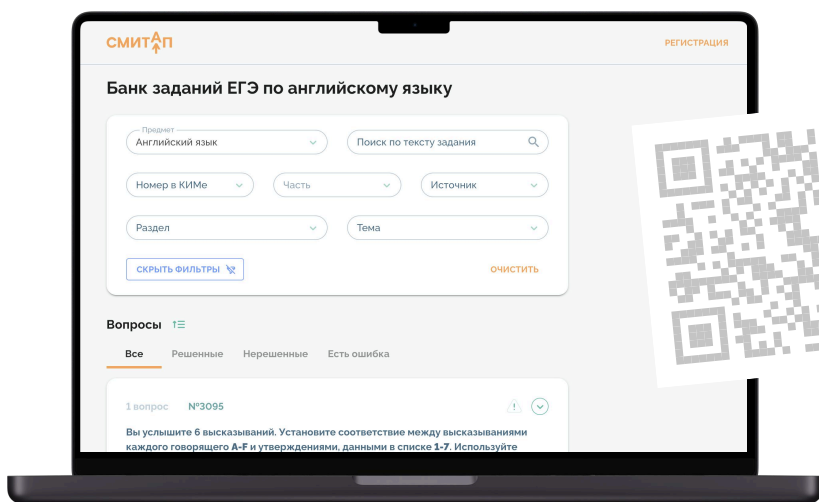 СМИТАП
РЕГИСТРАЦИЯ
Банк заданий ЕГЭ по английскому языку
Предмет
Английский язык
Поиск по тексту задания
Номер в КИМе
Часть
Источник
Раздел
Тема
СКРЫТЬ ФИЛЬТРЫ
ОЧИСТИТЬ
Вопросы
Все Решенные Нерешенные Есть ошибка
1 вопрос №3095
Вы услышите 6 высказываний. Установите соответствие между высказываниями
каждого говорящего A-F и утверждениями, данными в списке 1-7. Используйте